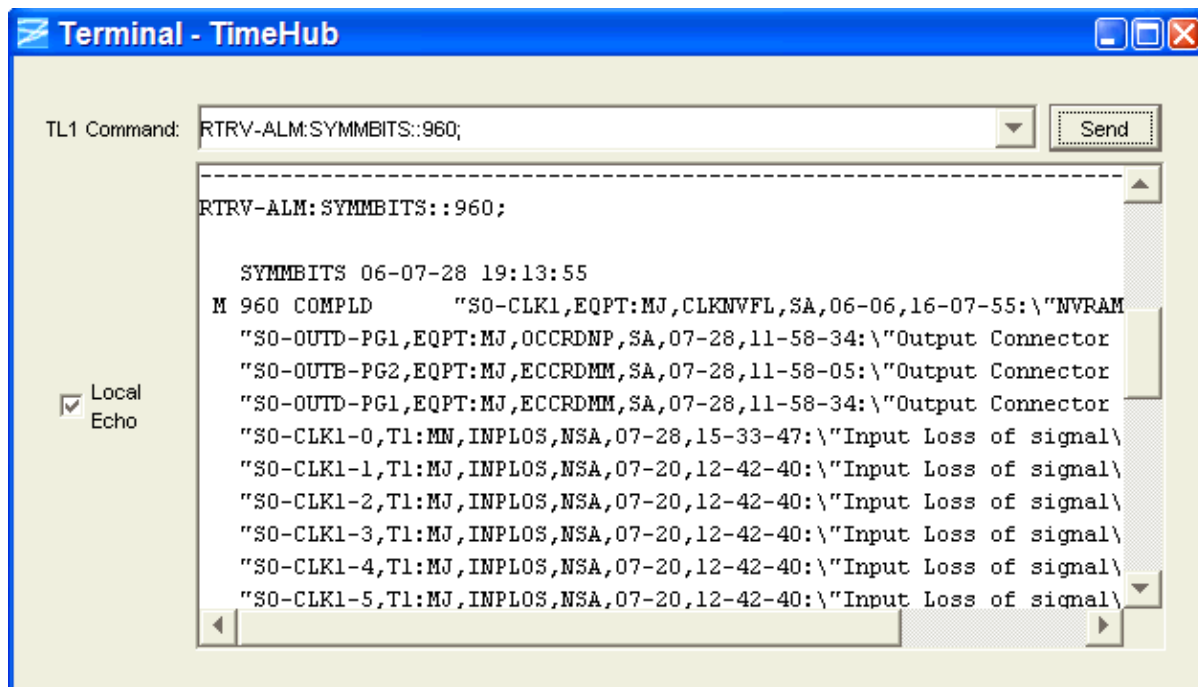 Terminal - TimeHub
TL1 Command:
RTRV-ALM:SYMMBITS::960;
Send
RTRV-ALM:SYMMBITS::960;
SYMMBITS 06-07-28 19:13:55
M 960 COMPLD "S0-CLK1,EQPT:MJ,CLKNVFL,SA,06-06,16-07-55:\"NVRAM
"S0-OUTD-PG1,EQPT:MJ,OCCRDNP,SA,07-28,11-58-34:\"Output Connector
"S0-OUTB-PG2,EQPT:MJ,ECCRDMM,SA,07-28,11-58-05:\"Output Connector
"S0-OUTD-PG1,EQPT:MJ,ECCRDMM,SA,07-28,11-58-34:\"Output Connector
"S0-CLK1-0,T1:MN,INPLOS,NSA,07-28,15-33-47:\"Input Loss of signal\
"S0-CLK1-1,T1:MJ,INPLOS,NSA,07-20,12-42-40:\"Input Loss of signal\
"S0-CLK1-2,T1:MJ,INPLOS,NSA,07-20,12-42-40:\"Input Loss of signal\
"S0-CLK1-3,T1:MJ,INPLOS,NSA,07-20,12-42-40:\"Input Loss of signal\
"S0-CLK1-4,T1:MJ,INPLOS,NSA,07-20,12-42-40:\"Input Loss of signal\
"S0-CLK1-5,T1:MJ,INPLOS,NSA,07-20,12-42-40:\"Input Loss of signal\
Local
Echo